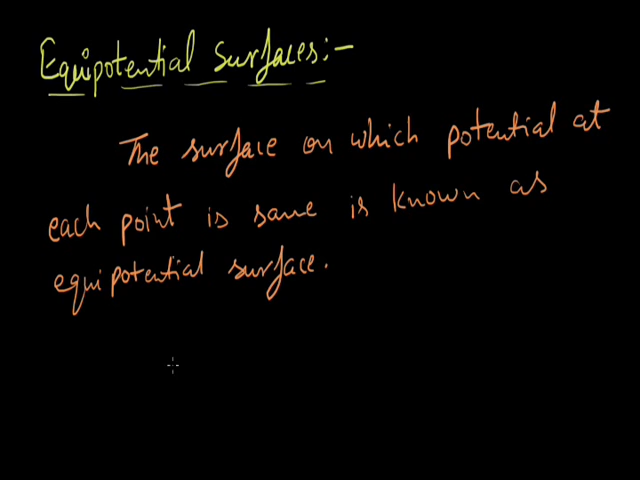 Equipotential Surfaces:-
The surface on which potential at
each point is same is known as
equipotential surface.